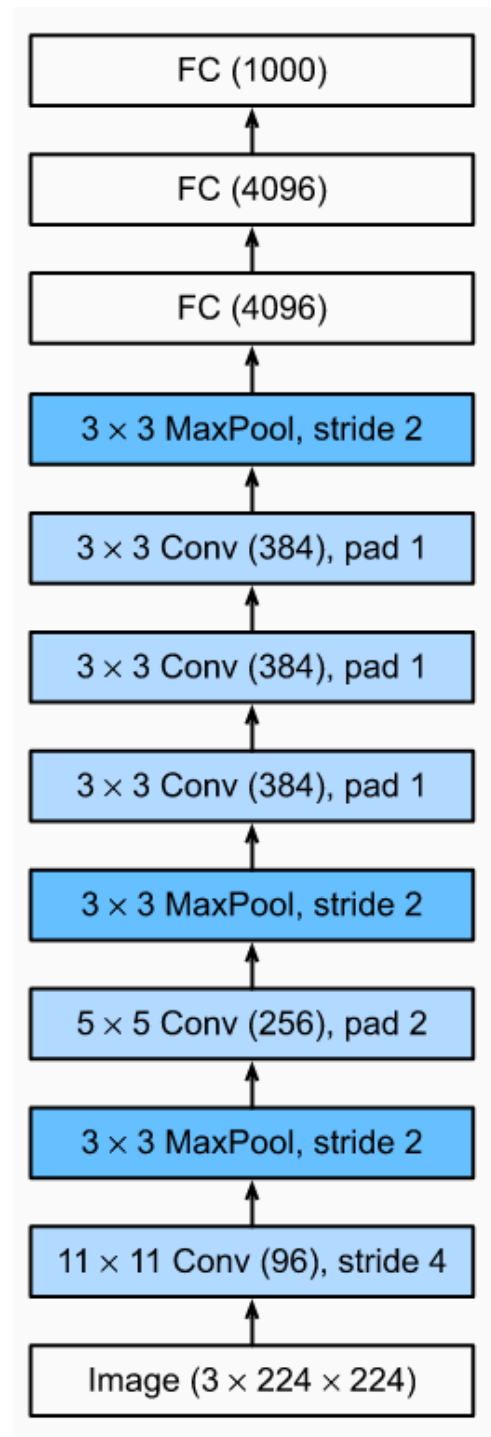 FC (1000)
FC (4096)
FC (4096)
3 × 3 MaxPool, stride 2
3 × 3 Conv (384), pad 1
3 × 3 Conv (384), pad 1
3 × 3 Conv (384), pad 1
3 × 3 MaxPool, stride 2
5 × 5 Conv (256), pad 2
3 × 3 MaxPool, stride 2
11 × 11 Conv (96), stride 4
Image (3 × 224 × 224)